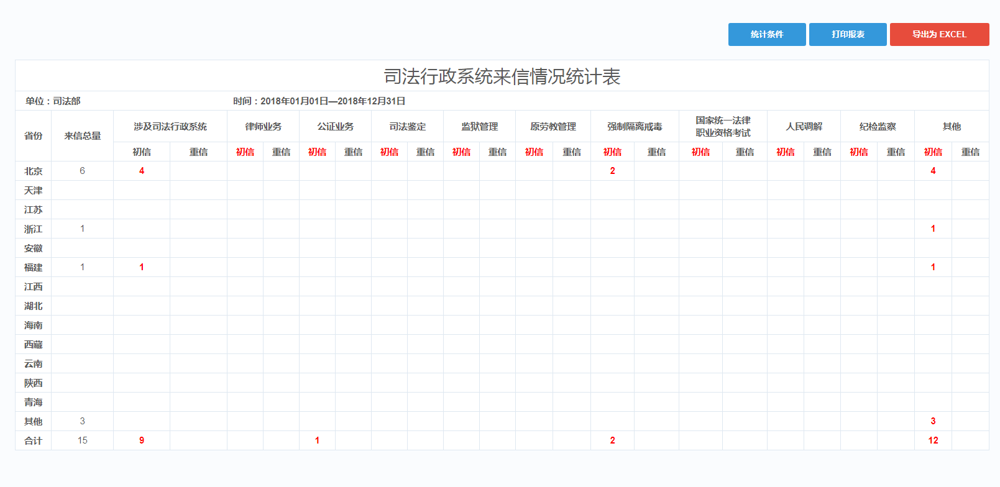 统计条件 打印报表 导出为 EXCEL
司法行政系统来信情况统计表
单位：司法部 时间：2018年01月01日—2018年12月31日
省份 来信总量 涉及司法行政系统 律师业务 公证业务 司法鉴定 监狱管理 原劳教管理 强制隔离戒毒 国家统一法律 人民调解 纪检监察 其他
职业资格考试
初信 重信 初信 重信 初信 重信 初信 重信 初信 重信 初信 重信 初信 重信 初信 重信 初信 重信 初信 重信 初信 重信
北京 6 4 2 4
天津
江苏
浙江 1 1
安徽
福建 1 1 1
江西
湖北
海南
西藏
云南
陕西
青海
其他 3 3
合计 15 9 1 2 12